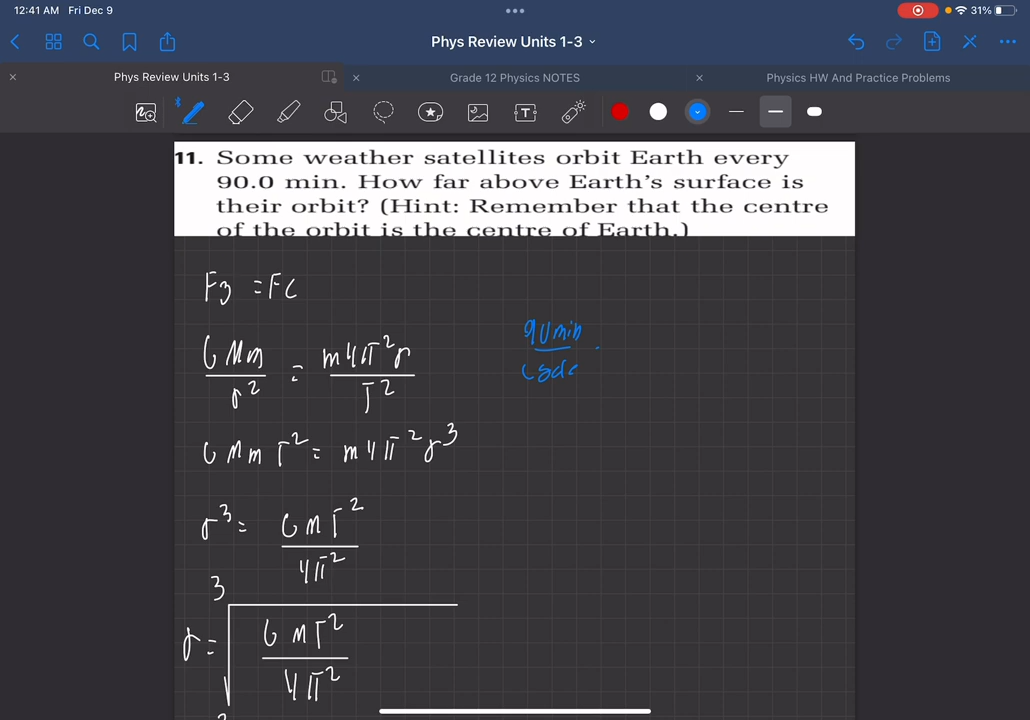 12:41 AM Fri Dec 9
31%
Phys Review Units 1-3
Phys Review Units 1-3
Grade 12 Physics NOTES
Physics HW And Practice Problems
T
11. Some weather satellites orbit Earth every
90.0 min. How far above Earth's surface is
their orbit? (Hint: Remember that the centre
of the orbit is the centre of Earth.)
Fg = Fc
GMm/r² = m4π²r/T²
90min
GMmT² = m4π²r³
r³ = GMT²/4π²
r = ³√(GMT²/4π²)